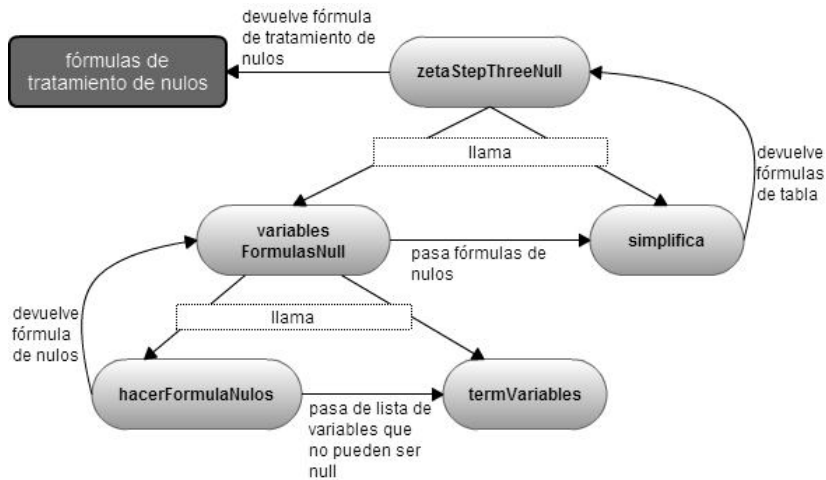 devuelve fórmula
de tratamiento de
nulos
fórmulas de
tratamiento de nulos
zetaStepThreeNull
llama
devuelve
fórmulas
de tabla
variables
FormulasNull
simplifica
pasa fórmulas de
nulos
devuelve
fórmula
de nulos
llama
hacerFormulaNulos
termVariables
pasa de lista de
variables que
no pueden ser
null